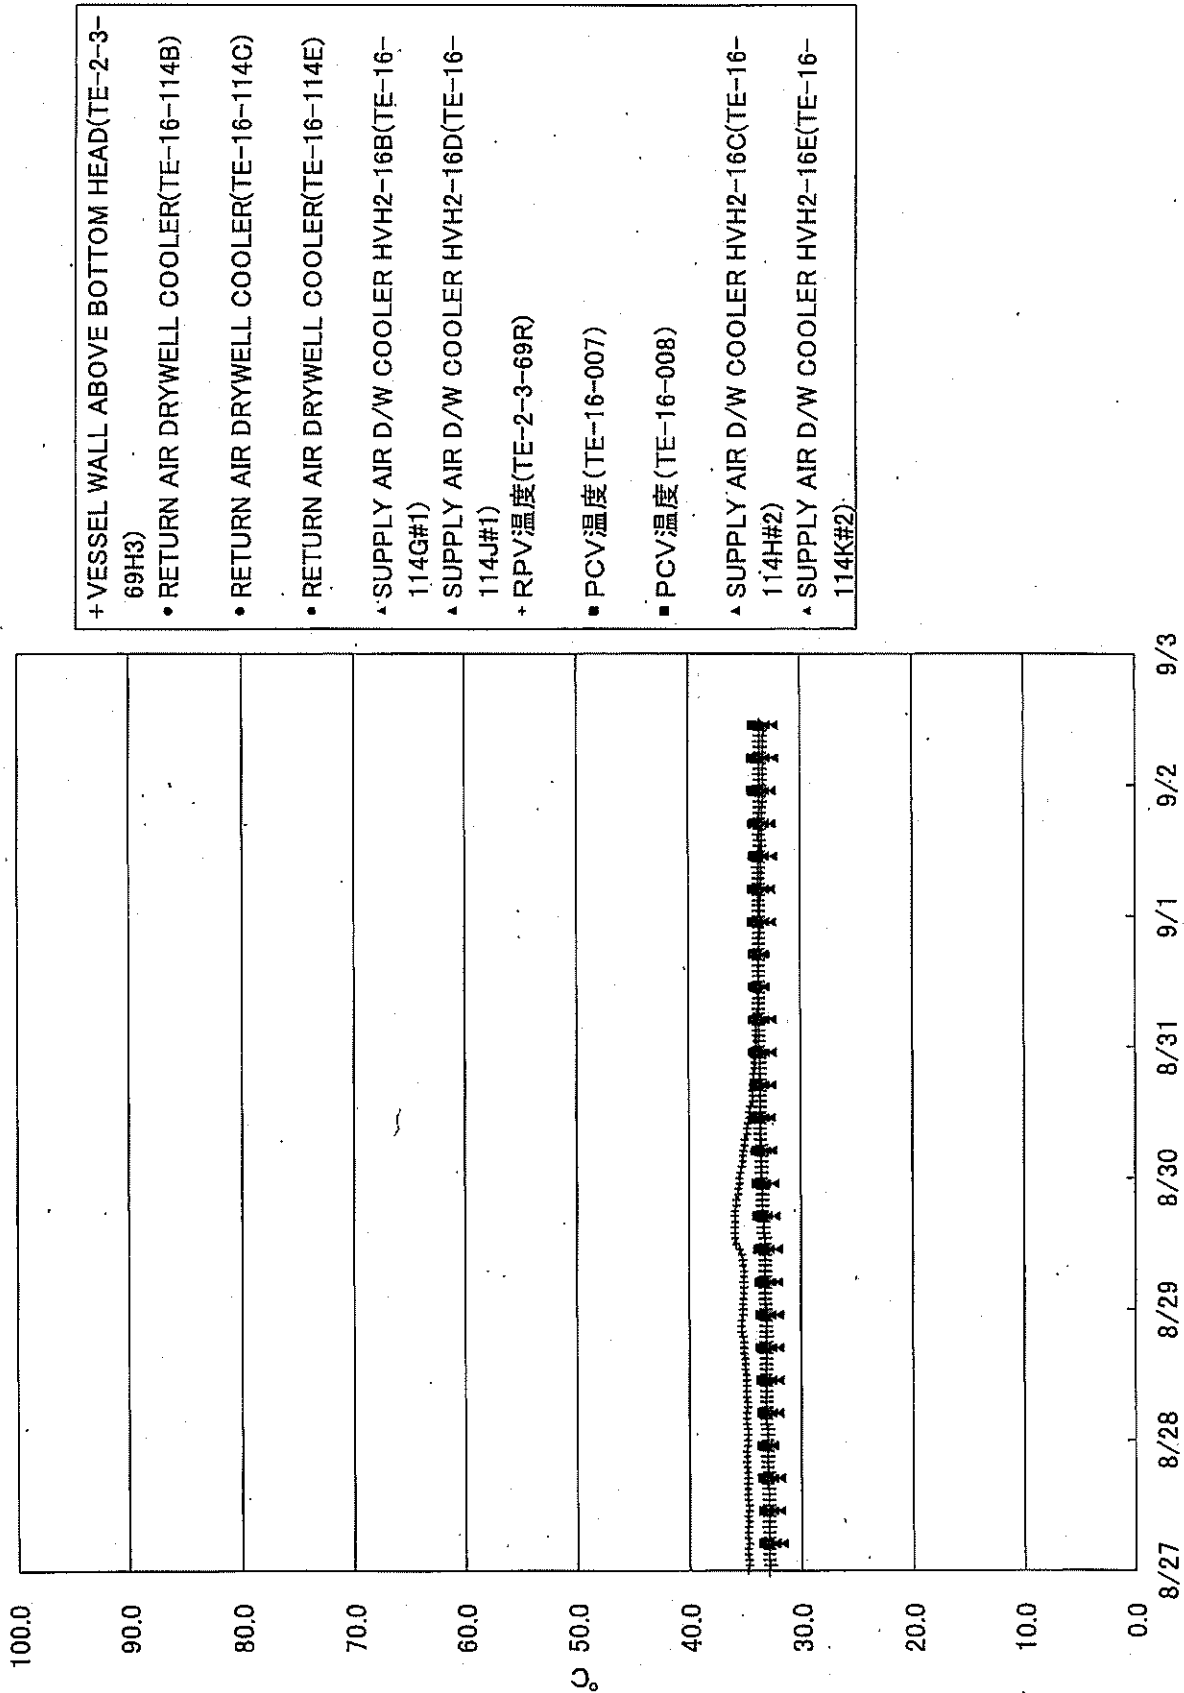 + VESSEL WALL ABOVE BOTTOM HEAD(TE-2-3-
69H3)
• RETURN AIR DRYWELL COOLER(TE-16-114B)
• RETURN AIR DRYWELL COOLER(TE-16-114C)
• RETURN AIR DRYWELL COOLER(TE-16-114E)
▲ SUPPLY AIR D/W COOLER HVH2-16B(TE-16-
114G#1)
▲ SUPPLY AIR D/W COOLER HVH2-16D(TE-16-
114J#1)
+ RPV温度(TE-2-3-69R)
■ PCV温度(TE-16-007)
■ PCV温度(TE-16-008)
▲ SUPPLY AIR D/W COOLER HVH2-16C(TE-16-
114H#2)
▲ SUPPLY AIR D/W COOLER HVH2-16E(TE-16-
114K#2)
100.0
90.0
80.0
70.0
60.0
50.0
40.0
30.0
20.0
10.0
0.0
℃
8/27
8/28
8/29
8/30
8/31
9/1
9/2
9/3